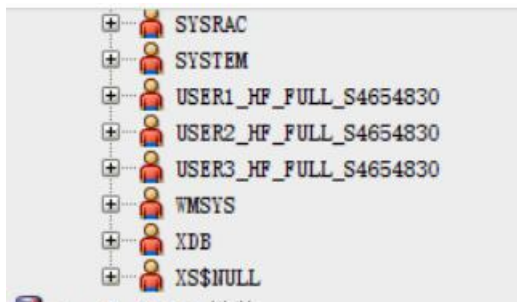 SYSRAC
SYSTEM
USER1_HF_FULL_S4654830
USER2_HF_FULL_S4654830
USER3_HF_FULL_S4654830
WMSYS
XDB
XS$NULL